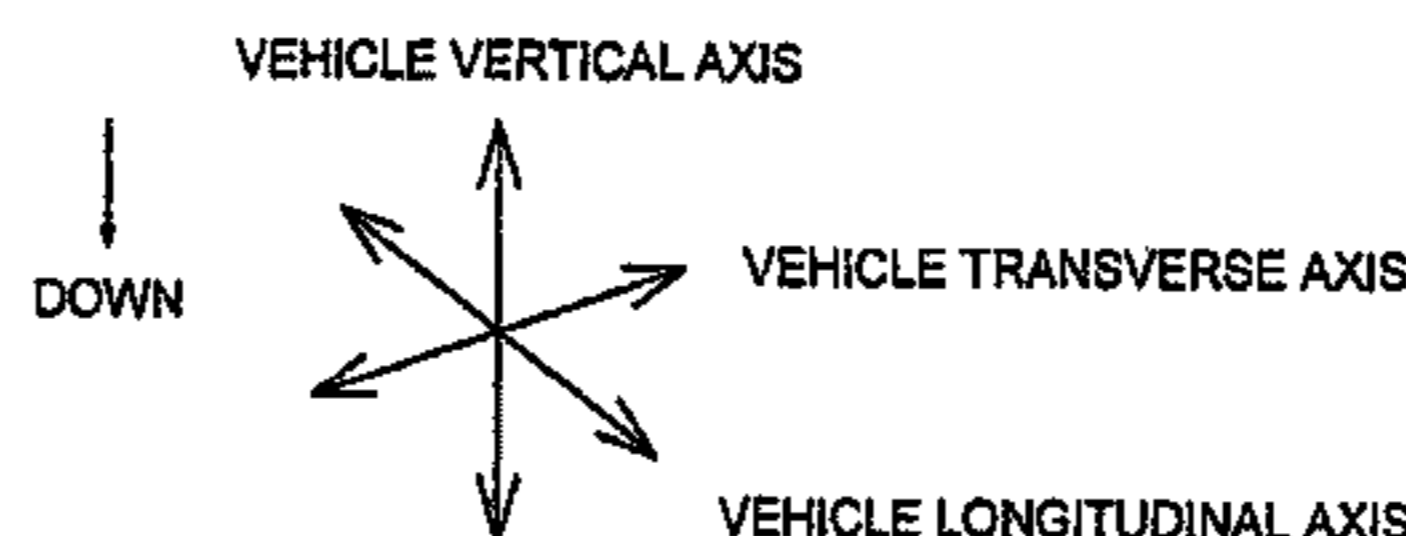 VEHICLE VERTICAL AXIS
VEHICLE TRANSVERSE AXIS
DOWN
VEHICLE LONGITUDINAL AXIS